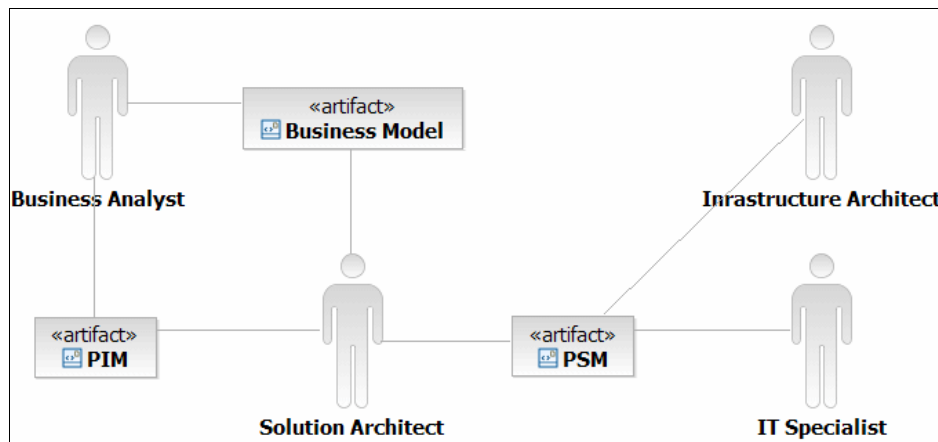 «artifact»
Business Model
Business Analyst
Inrastructure Architect
«artifact»
PIM
«artifact»
PSM
Solution Architect
IT Specialist